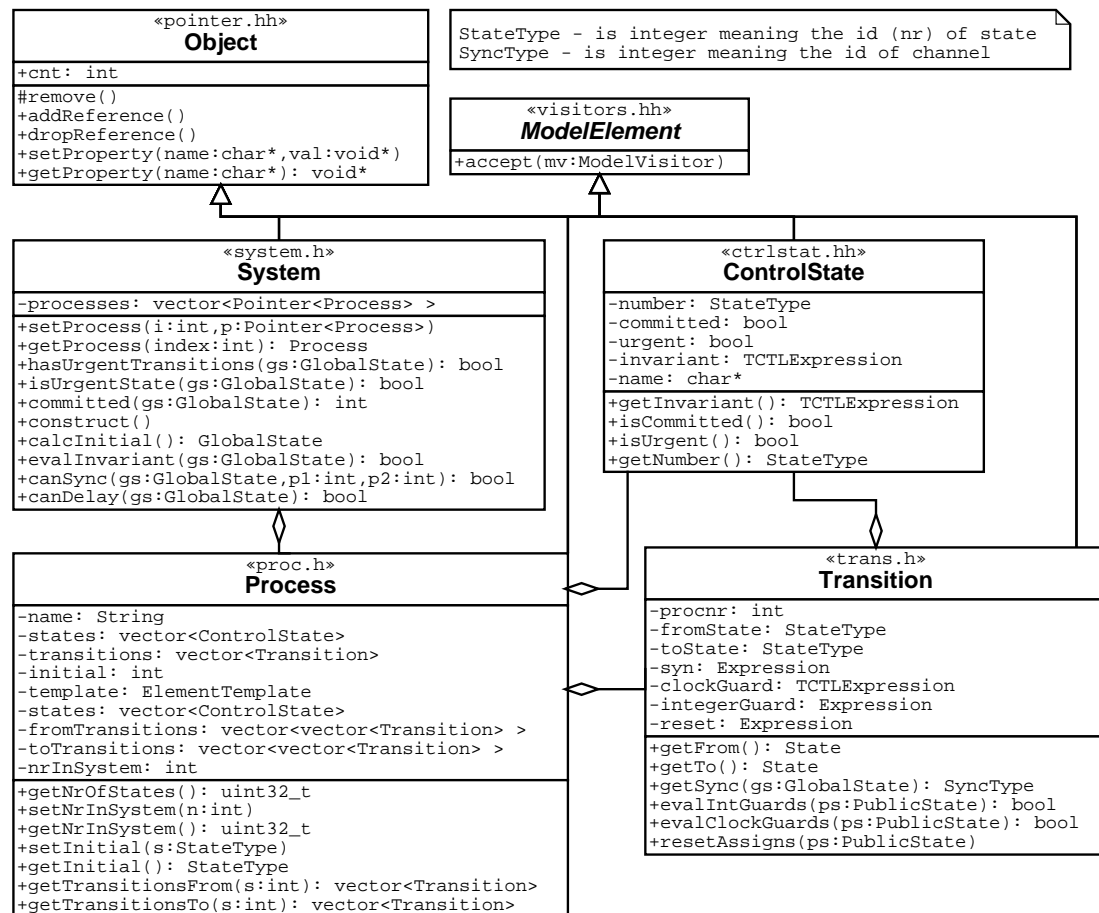 «pointer.hh»
Object
+cnt: int
#remove()
+addReference()
+dropReference()
+setProperty(name:char*,val:void*)
+getProperty(name:char*): void*
StateType - is integer meaning the id (nr) of state
SyncType - is integer meaning the id of channel
«visitors.hh»
ModelElement
+accept(mv:ModelVisitor)
«system.h»
System
-processes: vector<Pointer<Process> >
+setProcess(i:int,p:Pointer<Process>)
+getProcess(index:int): Process
+hasUrgentTransitions(gs:GlobalState): bool
+isUrgentState(gs:GlobalState): bool
+committed(gs:GlobalState): int
+construct()
+calcInitial(): GlobalState
+evalInvariant(gs:GlobalState): bool
+canSync(gs:GlobalState,p1:int,p2:int): bool
+canDelay(gs:GlobalState): bool
«ctrlstat.hh»
ControlState
-number: StateType
-committed: bool
-urgent: bool
-invariant: TCTLExpression
-name: char*
+getInvariant(): TCTLExpression
+isCommitted(): bool
+isUrgent(): bool
+getNumber(): StateType
«proc.h»
Process
-name: String
-states: vector<ControlState>
-transitions: vector<Transition>
-initial: int
-template: ElementTemplate
-states: vector<ControlState>
-fromTransitions: vector<vector<Transition> >
-toTransitions: vector<vector<Transition> >
-nrInSystem: int
+getNrOfStates(): uint32_t
+setNrInSystem(n:int)
+getNrInSystem(): uint32_t
+setInitial(s:StateType)
+getInitial(): StateType
+getTransitionsFrom(s:int): vector<Transition>
+getTransitionsTo(s:int): vector<Transition>
«trans.h»
Transition
-procnr: int
-fromState: StateType
-toState: StateType
-syn: Expression
-clockGuard: TCTLExpression
-integerGuard: Expression
-reset: Expression
+getFrom(): State
+getTo(): State
+getSync(gs:GlobalState): SyncType
+evalIntGuards(ps:PublicState): bool
+evalClockGuards(ps:PublicState): bool
+resetAssigns(ps:PublicState)